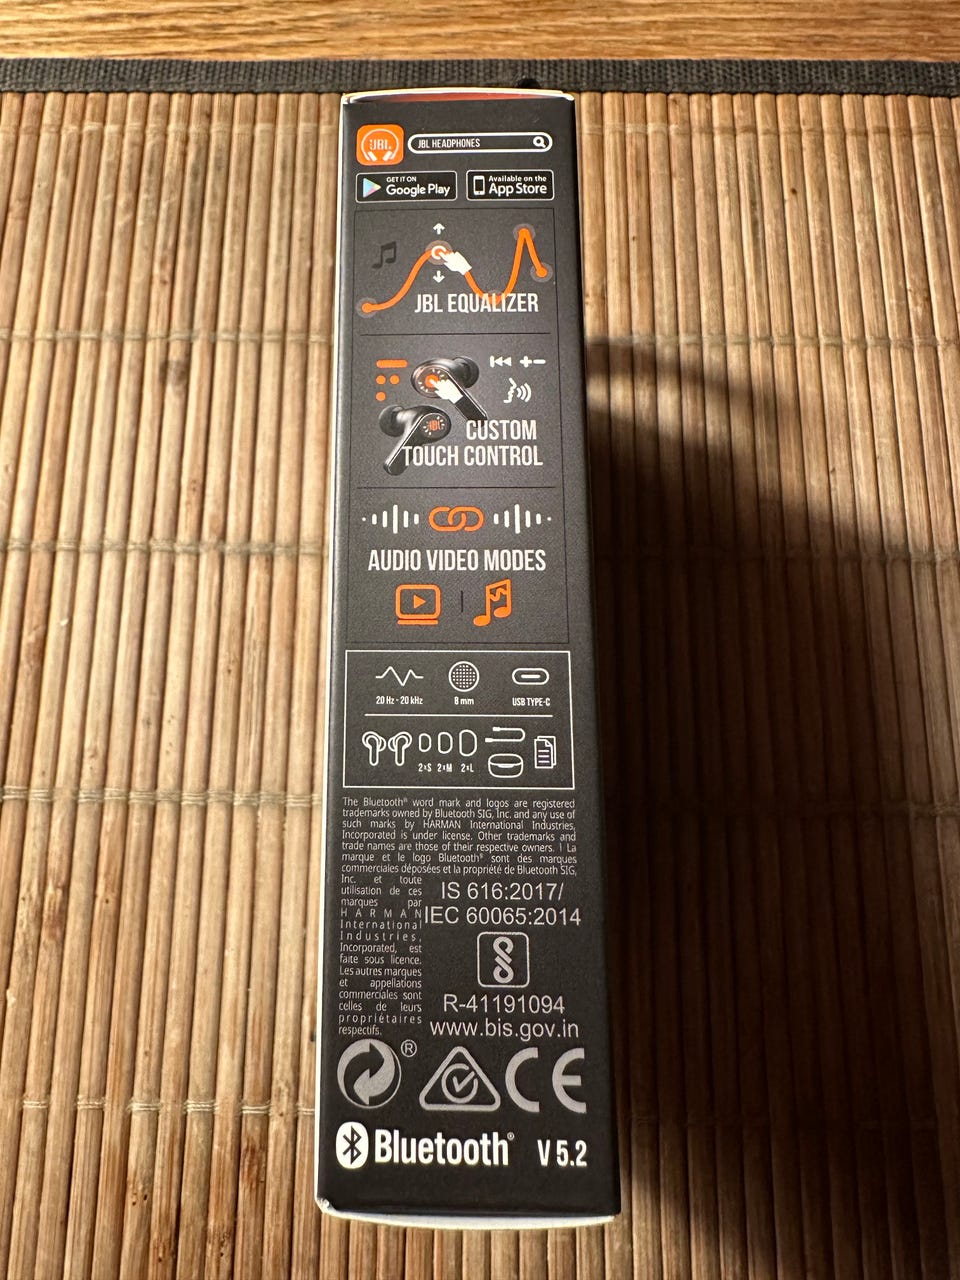 JBL
JBL HEADPHONES
GET IT ON
Google Play
Available on the
App Store
JBL EQUALIZER
JBL
CUSTOM
TOUCH CONTROL
AUDIO VIDEO MODES
20 Hz - 20 kHz
8 mm
USB TYPE-C
2xS 2xM 2xL
The Bluetooth® word mark and logos are registered
trademarks owned by Bluetooth SIG, Inc. and any use of
such marks by HARMAN International Industries,
Incorporated is under license. Other trademarks and
trade names are those of their respective owners. | La
marque et le logo Bluetooth® sont des marques
commerciales déposées et la propriété de Bluetooth SIG,
Inc. et toute
utilisation de ces
marques par
HARMAN
International
Industries,
Incorporated, est
faite sous licence.
Les autres marques
et appellations
commerciales sont
celles de leurs
propriétaires
respectifs.
IS 616:2017/
IEC 60065:2014
R-41191094
www.bis.gov.in
®
CE
Bluetooth® V 5.2